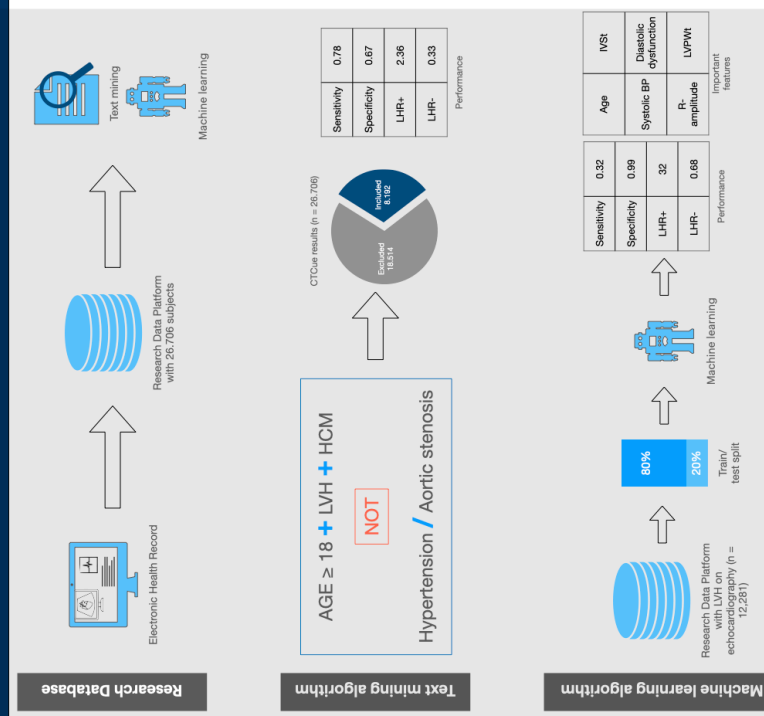 Research Database
Electronic Health Record
Research Data Platform
with 26.706 subjects
Text mining
Machine learning
Text mining algorithm
AGE ≥ 18 + LVH + HCM
NOT
Hypertension / Aortic stenosis
CTCue results (n = 26.706)
Excluded
18.514
Included
8.192
Sensitivity 0.78
Specificity 0.67
LHR+ 2.36
LHR- 0.33
Performance
Machine learning algorithm
Research Data Platform
with LVH on
echocardiography (n =
12,281)
80%
20%
Train/
test split
Machine learning
Sensitivity 0.32
Specificity 0.99
LHR+ 32
LHR- 0.68
Performance
Age IVSt
Systolic BP Diastolic
dysfunction
R-
amplitude LVPWt
Important
features